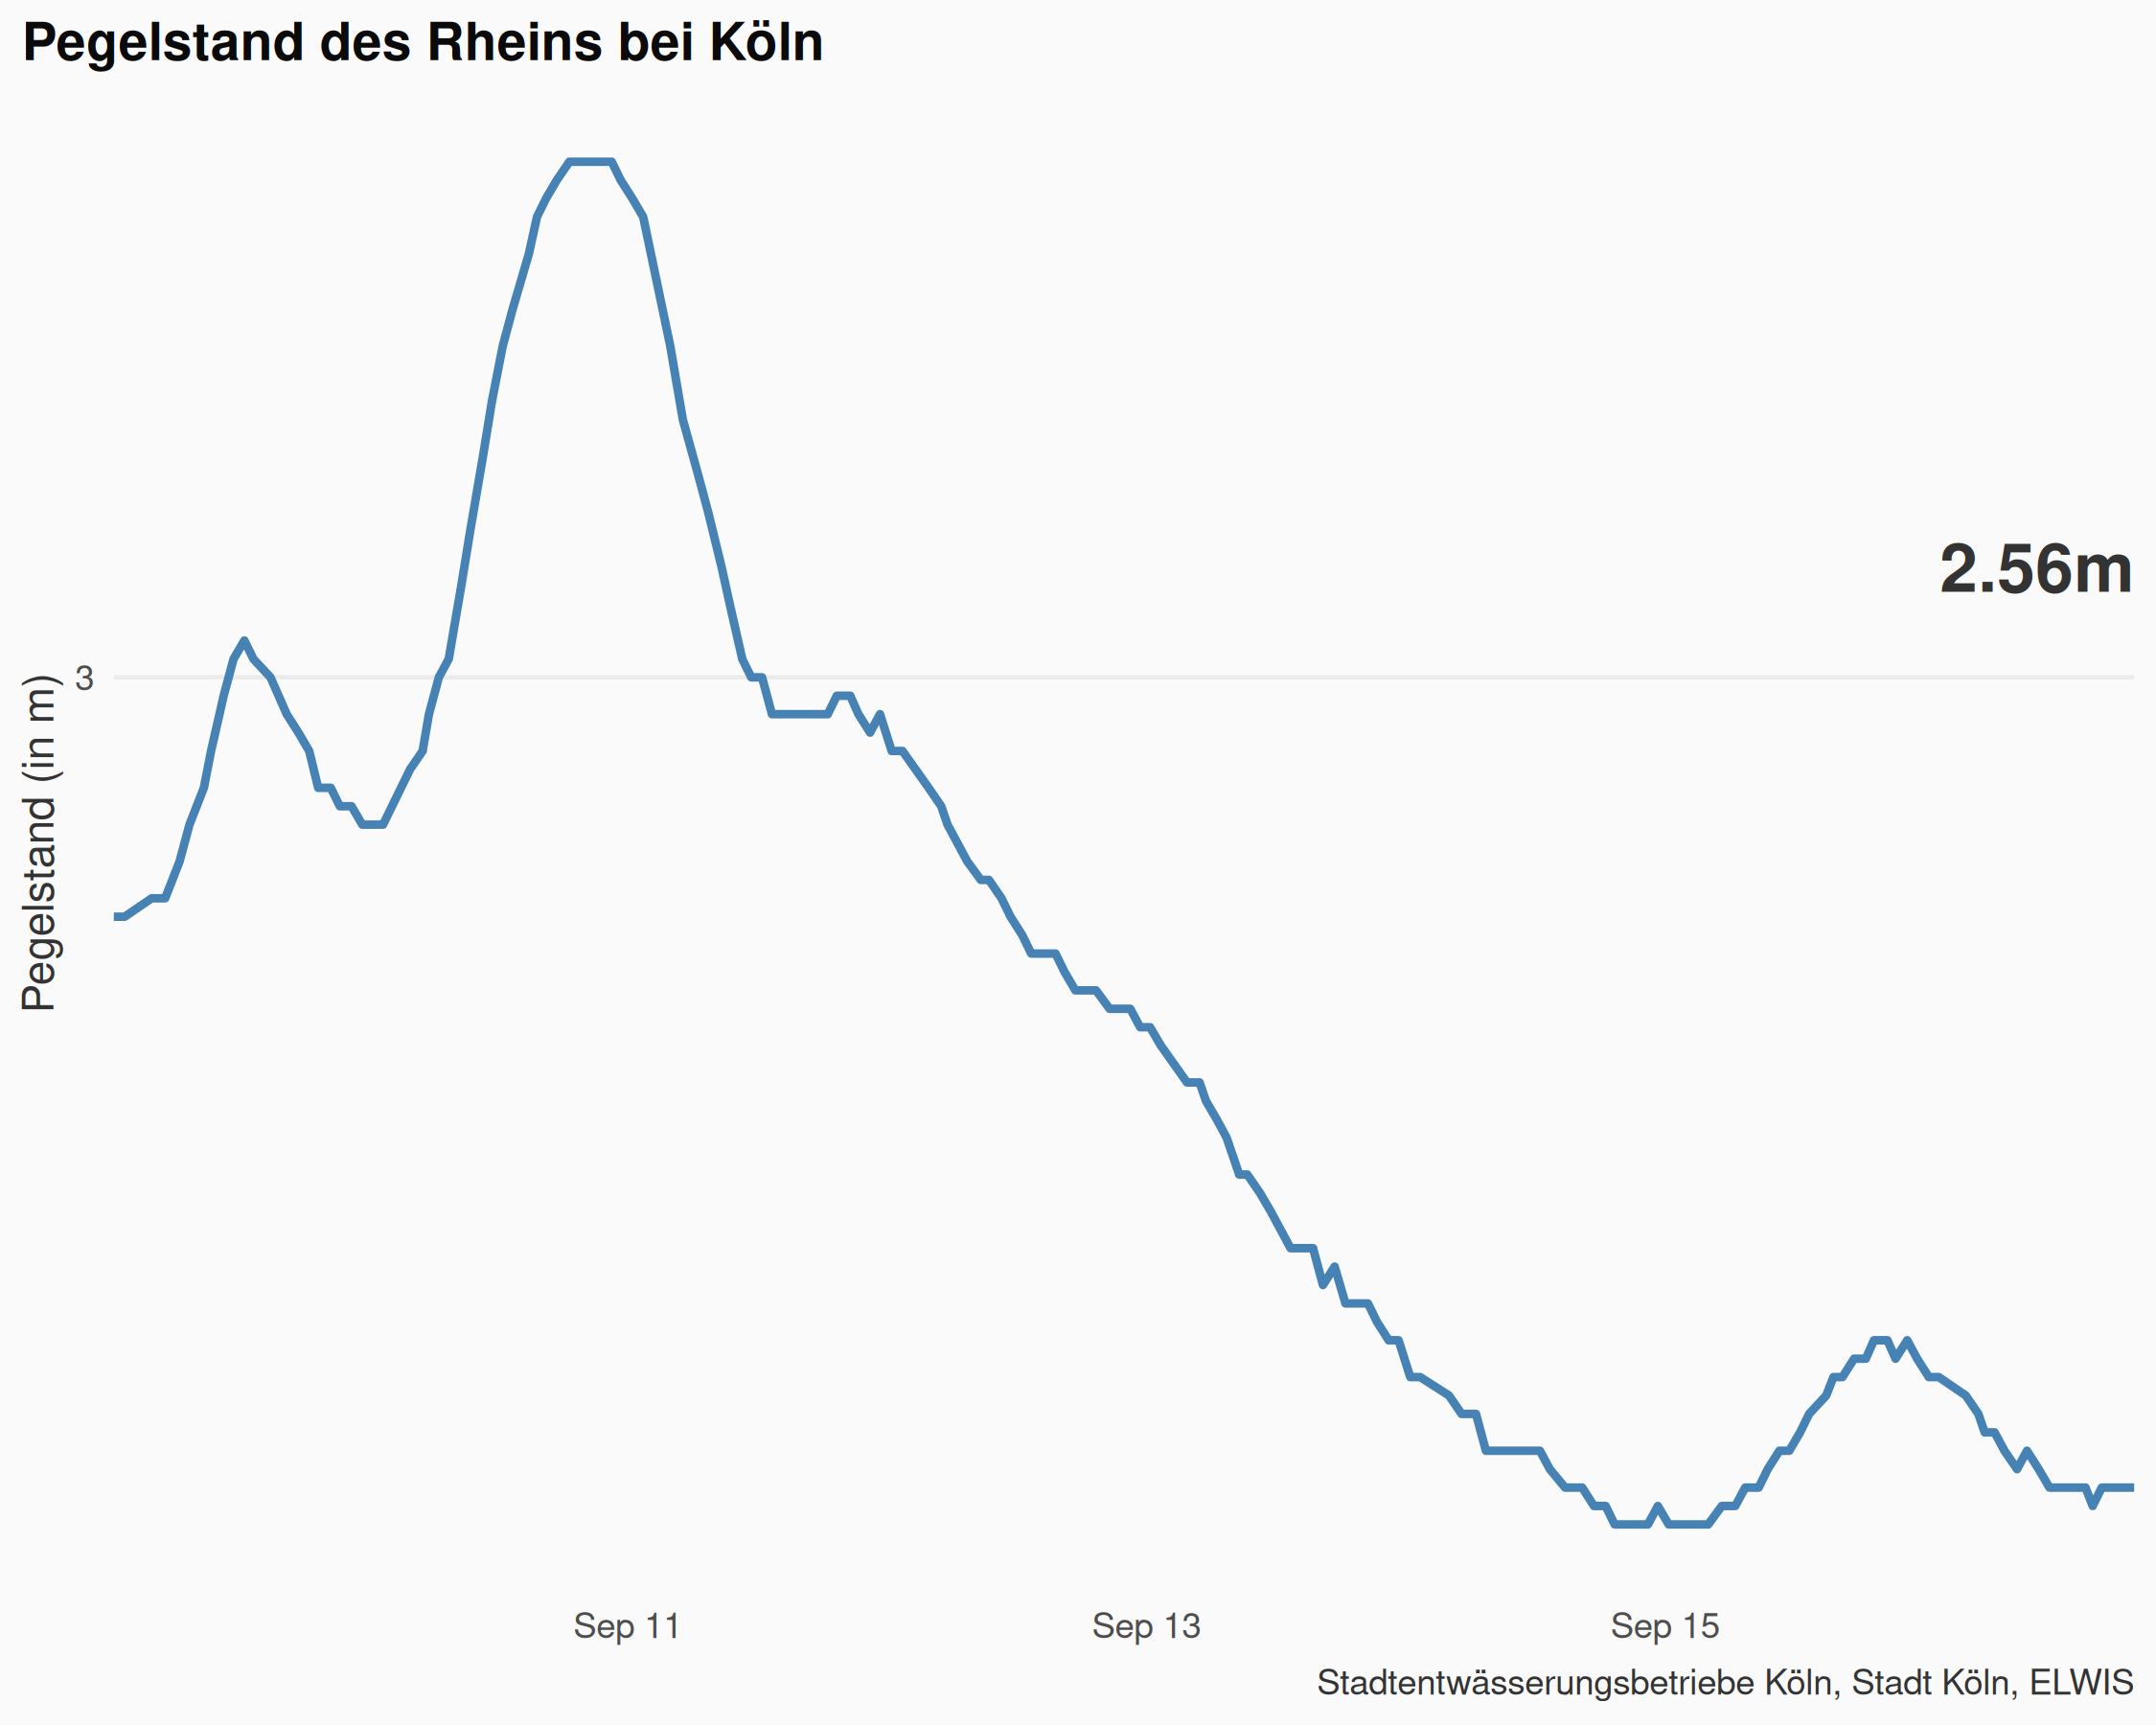 Pegelstand des Rheins bei Köln
2.56m
3
Pegelstand (in m)
Sep 11
Sep 13
Sep 15
Stadtentwässerungsbetriebe Köln, Stadt Köln, ELWIS